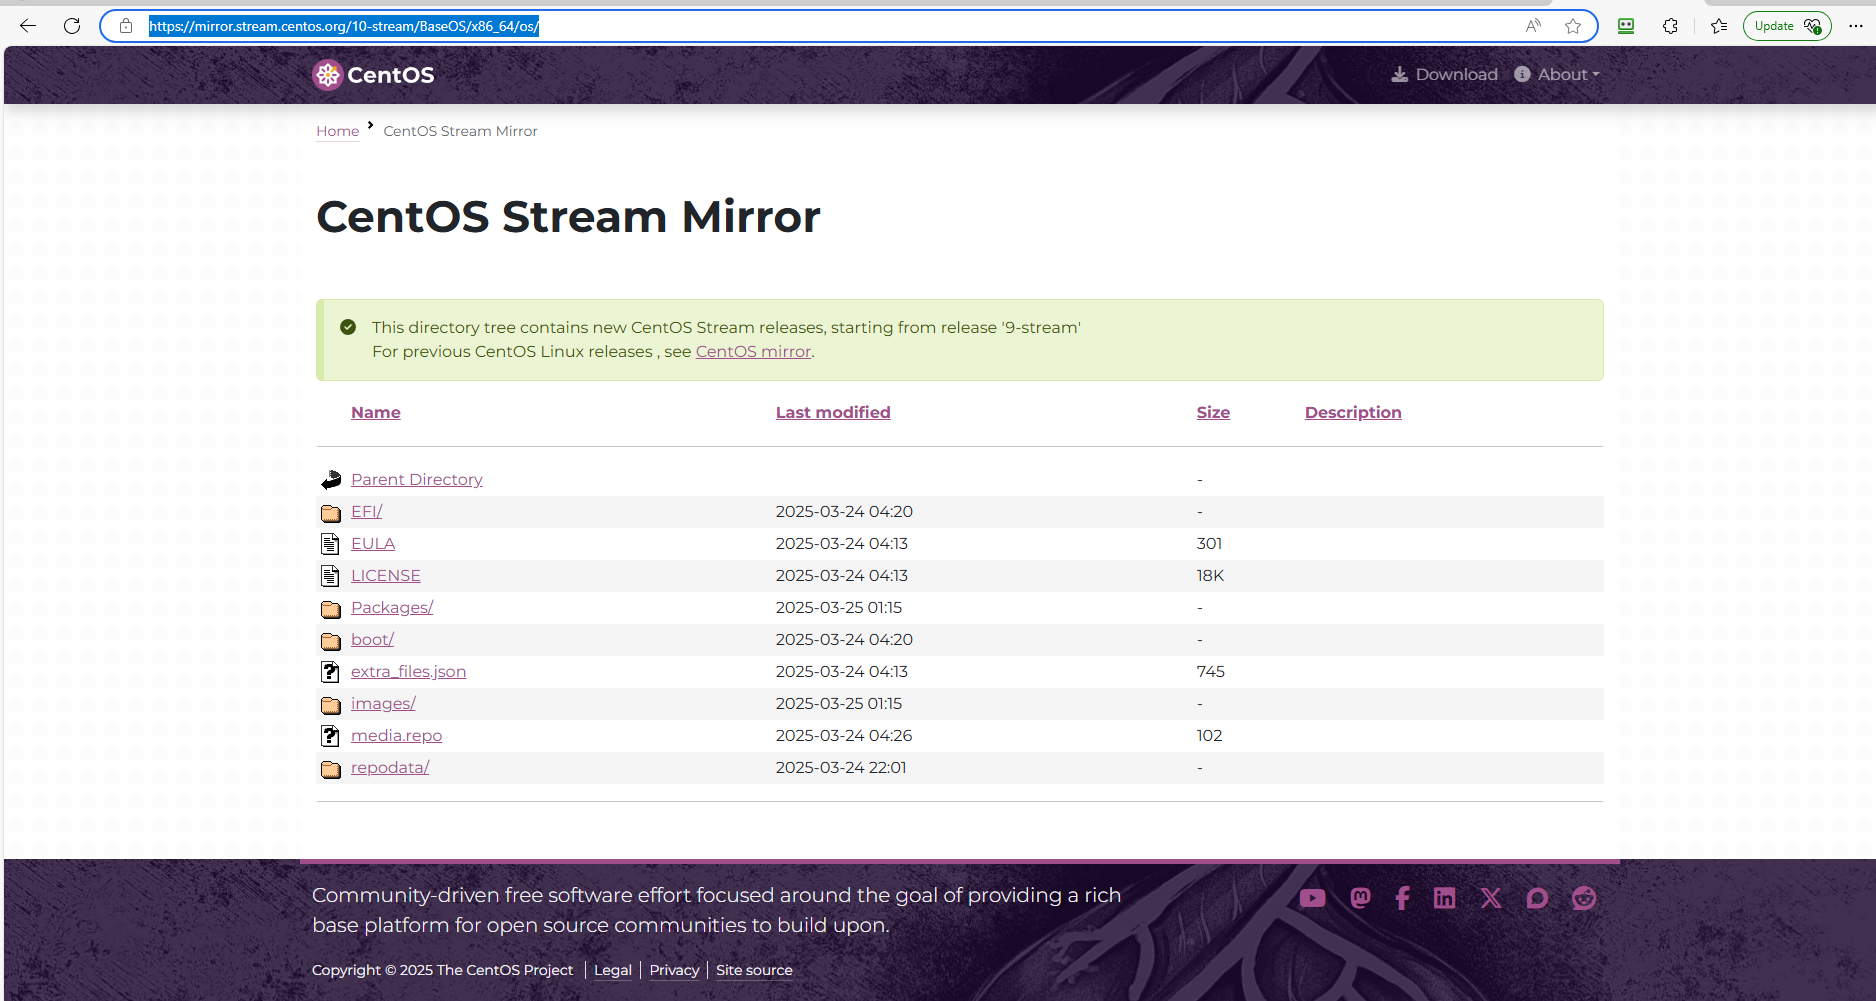 https://mirror.stream.centos.org/10-stream/BaseOS/x86_64/os/
Update
CentOS
Download About
Home CentOS Stream Mirror
CentOS Stream Mirror
This directory tree contains new CentOS Stream releases, starting from release '9-stream'
For previous CentOS Linux releases , see CentOS mirror.
Name Last modified Size Description
Parent Directory -
EFI/ 2025-03-24 04:20 -
EULA 2025-03-24 04:13 301
LICENSE 2025-03-24 04:13 18K
Packages/ 2025-03-25 01:15 -
boot/ 2025-03-24 04:20 -
extra_files.json 2025-03-24 04:13 745
images/ 2025-03-25 01:15 -
media.repo 2025-03-24 04:26 102
repodata/ 2025-03-24 22:01 -
Community-driven free software effort focused around the goal of providing a rich
base platform for open source communities to build upon.
Copyright © 2025 The CentOS Project | Legal | Privacy | Site source